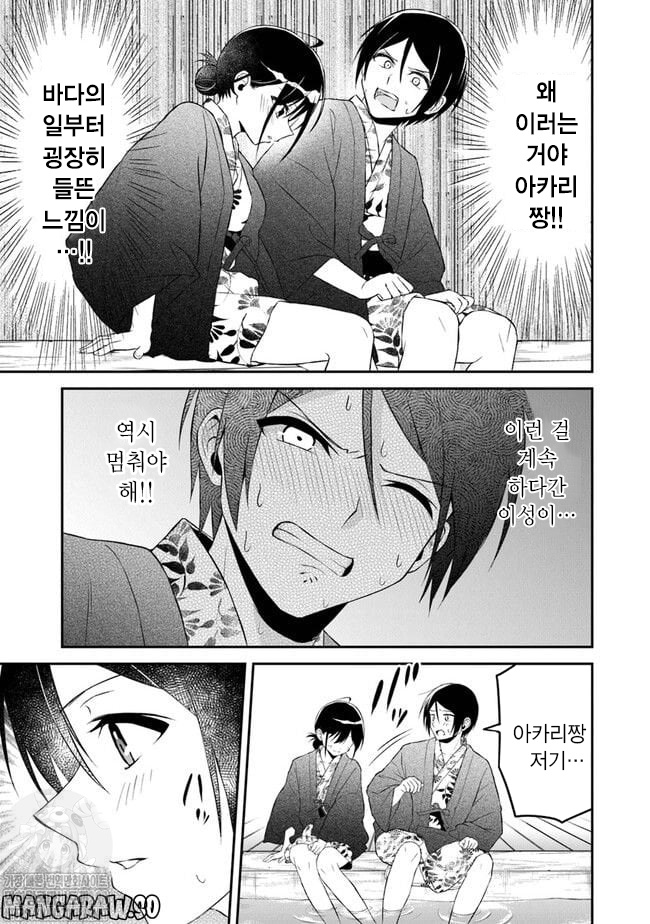 왜
이러는
거야
아카리
짱!!
바다의
일부터
굉장히
들뜬
느낌이
…!!
이런 걸
계속
하다간
이성이…
역시
멈춰야
해!!
아카리짱
저기…
MANGARAW.SO